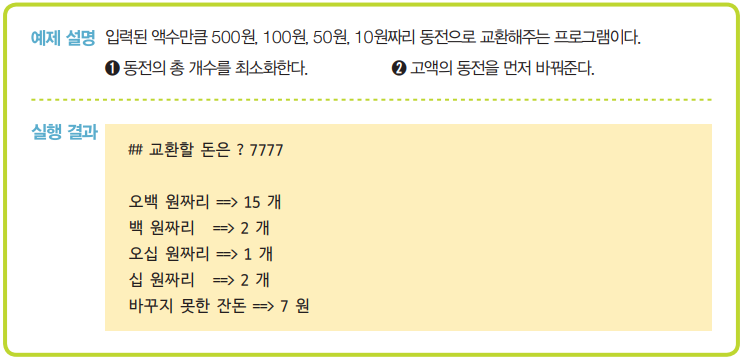 예제 설명 입력된 액수만큼 500원, 100원, 50원, 10원짜리 동전으로 교환해주는 프로그램이다.
❶ 동전의 총 개수를 최소화한다. ❷ 고액의 동전을 먼저 바꿔준다.
실행 결과
## 교환할 돈은 ? 7777
오백 원짜리 ==> 15 개
백 원짜리 ==> 2 개
오십 원짜리 ==> 1 개
십 원짜리 ==> 2 개
바꾸지 못한 잔돈 ==> 7 원